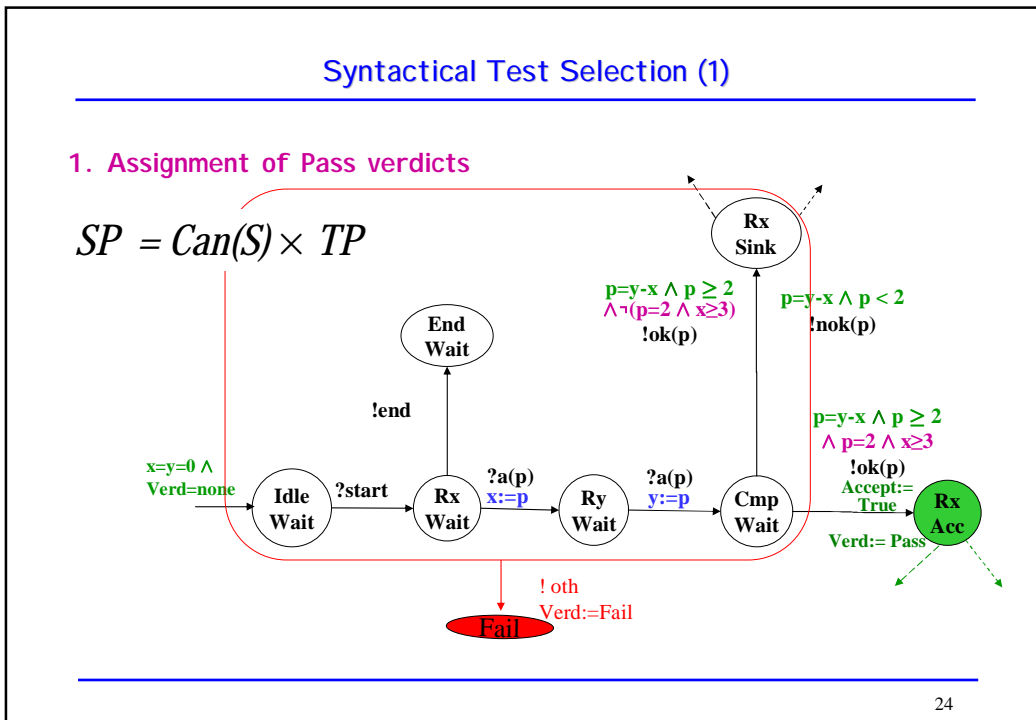 Syntactical Test Selection (1)
1. Assignment of Pass verdicts
SP = Can(S) × TP
Rx
Sink
p=y-x ∧ p ≥ 2
∧¬(p=2 ∧ x≥3)
!ok(p)
p=y-x ∧ p < 2
!nok(p)
End
Wait
!end
p=y-x ∧ p ≥ 2
∧ p=2 ∧ x≥3
!ok(p)
Accept:=
True
x=y=0 ∧
Verd=none
Idle
Wait
?start
Rx
Wait
?a(p)
x:=p
Ry
Wait
?a(p)
y:=p
Cmp
Wait
Rx
Acc
Verd:= Pass
! oth
Verd:=Fail
Fail
24